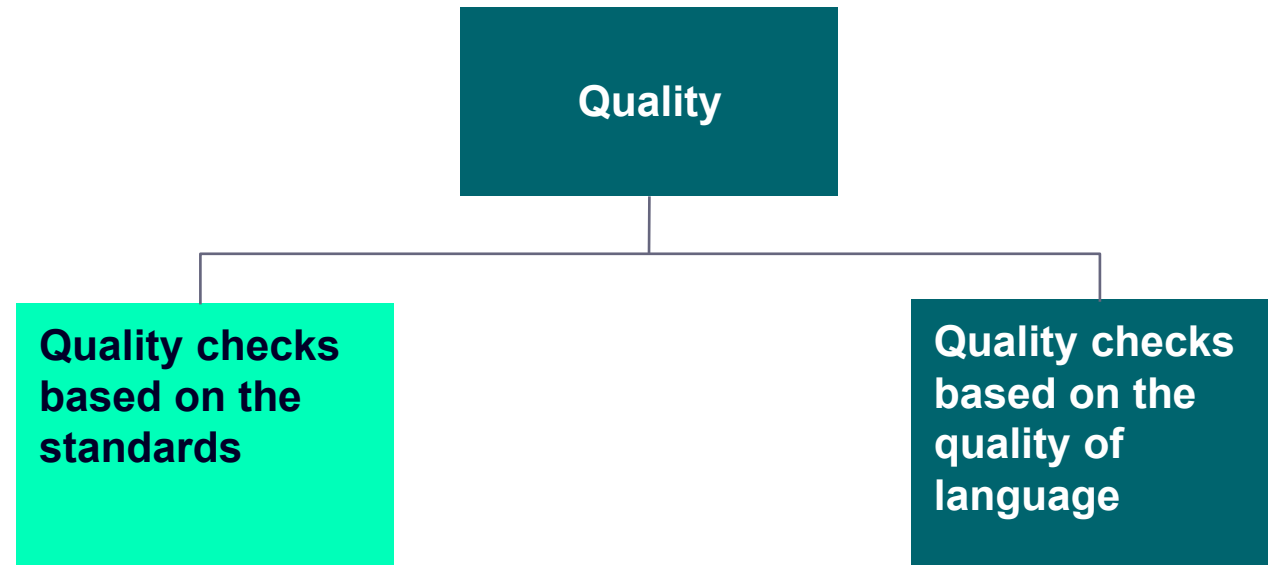 Quality
Quality checks
based on the
standards
Quality checks
based on the
quality of
language